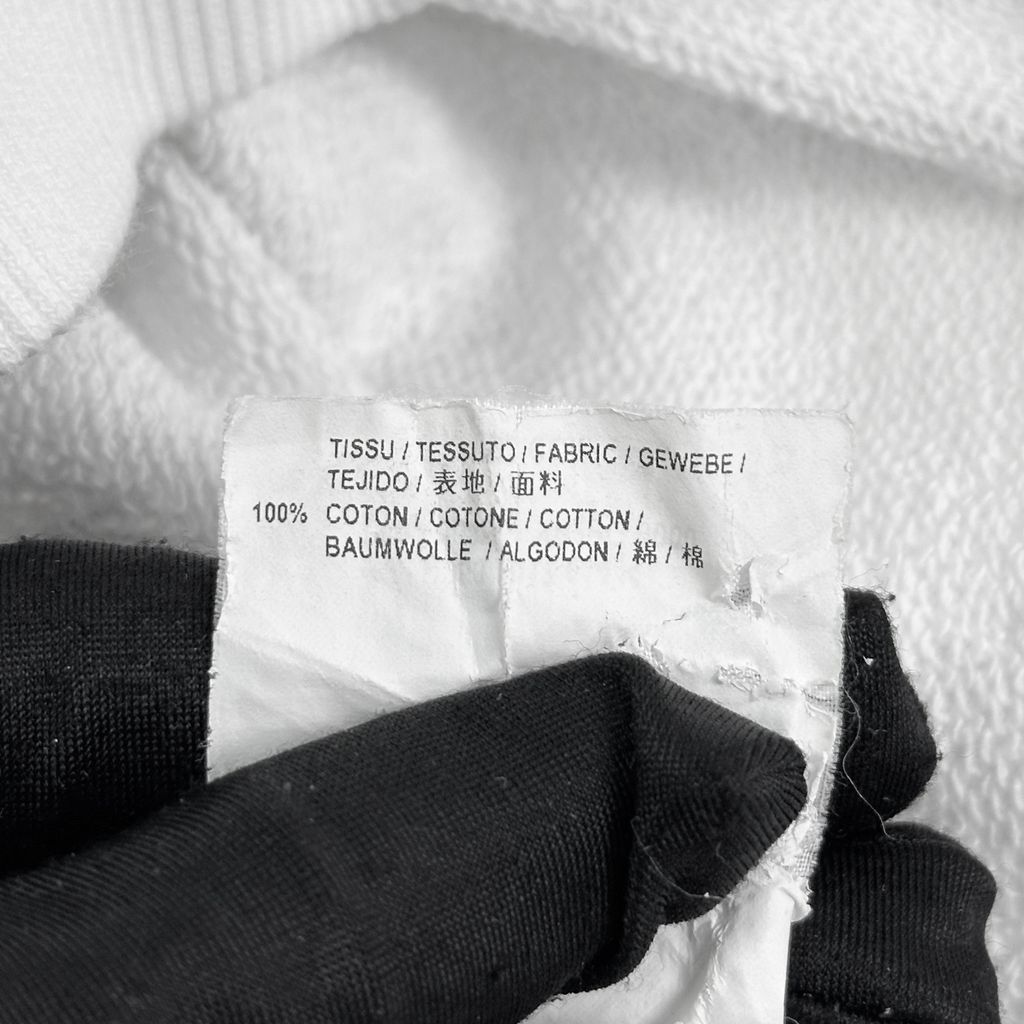 TISSU / TESSUTO / FABRIC / GEWEBE /
TEJIDO / 表地 / 面料
100% COTON / COTONE / COTTON /
BAUMWOLLE / ALGODON / 綿 / 棉